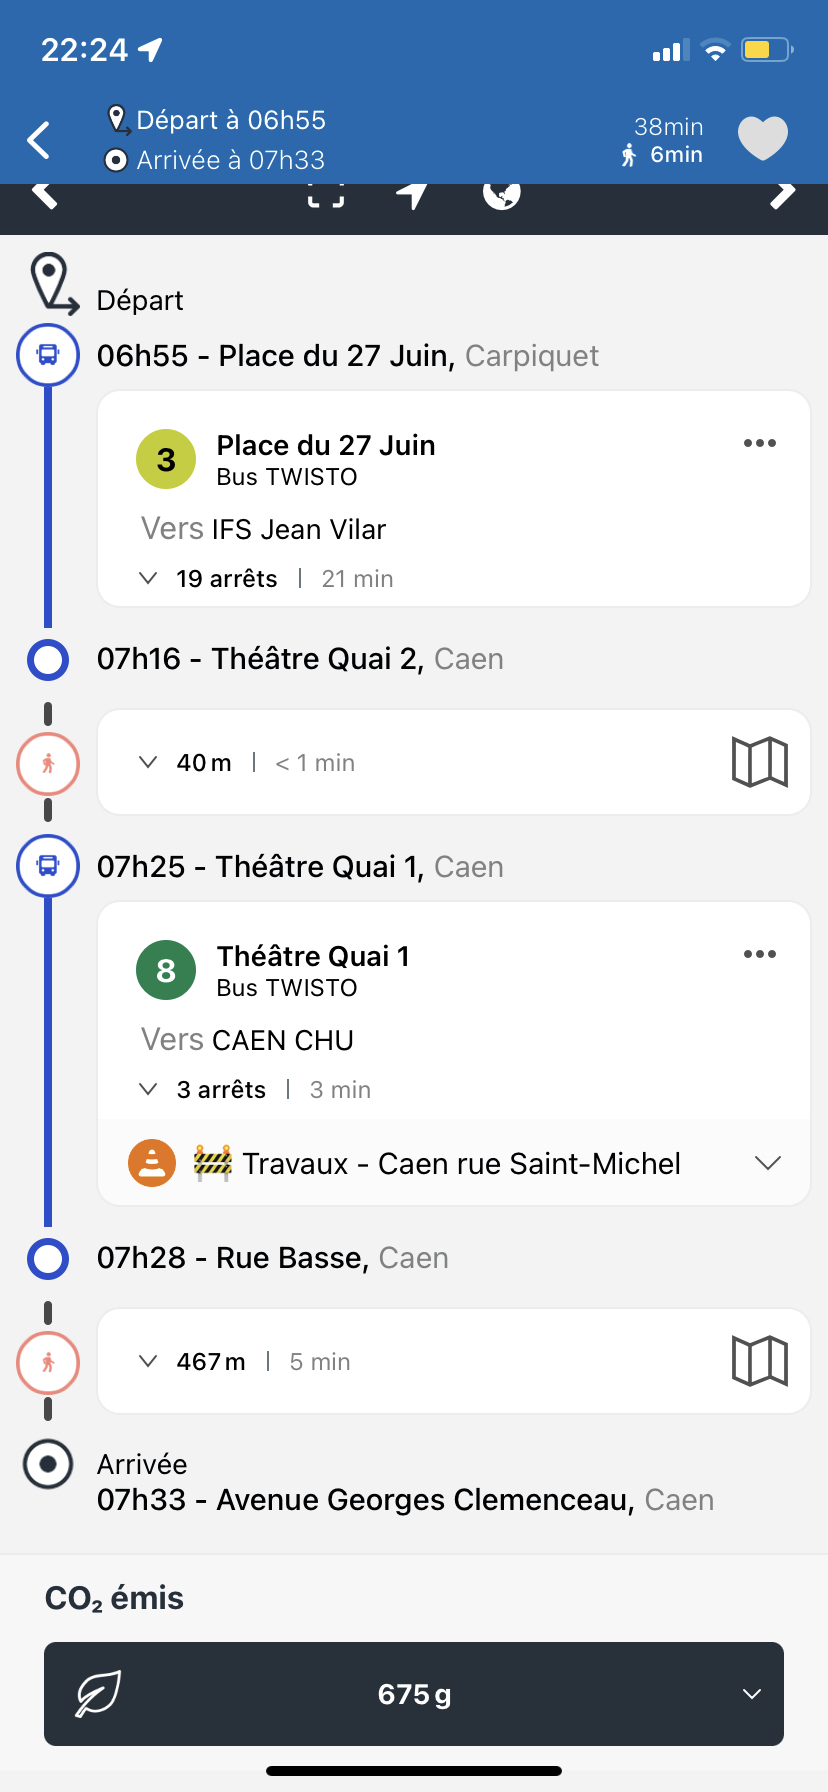 22:24
Départ à 06h55
Arrivée à 07h33
38min
6min
Départ
06h55 - Place du 27 Juin, Carpiquet
3
Place du 27 Juin
Bus TWISTO
Vers IFS Jean Vilar
19 arrêts | 21 min
07h16 - Théâtre Quai 2, Caen
40 m | < 1 min
07h25 - Théâtre Quai 1, Caen
8
Théâtre Quai 1
Bus TWISTO
Vers CAEN CHU
3 arrêts | 3 min
🚧 Travaux - Caen rue Saint-Michel
07h28 - Rue Basse, Caen
467 m | 5 min
Arrivée
07h33 - Avenue Georges Clemenceau, Caen
CO₂ émis
675 g